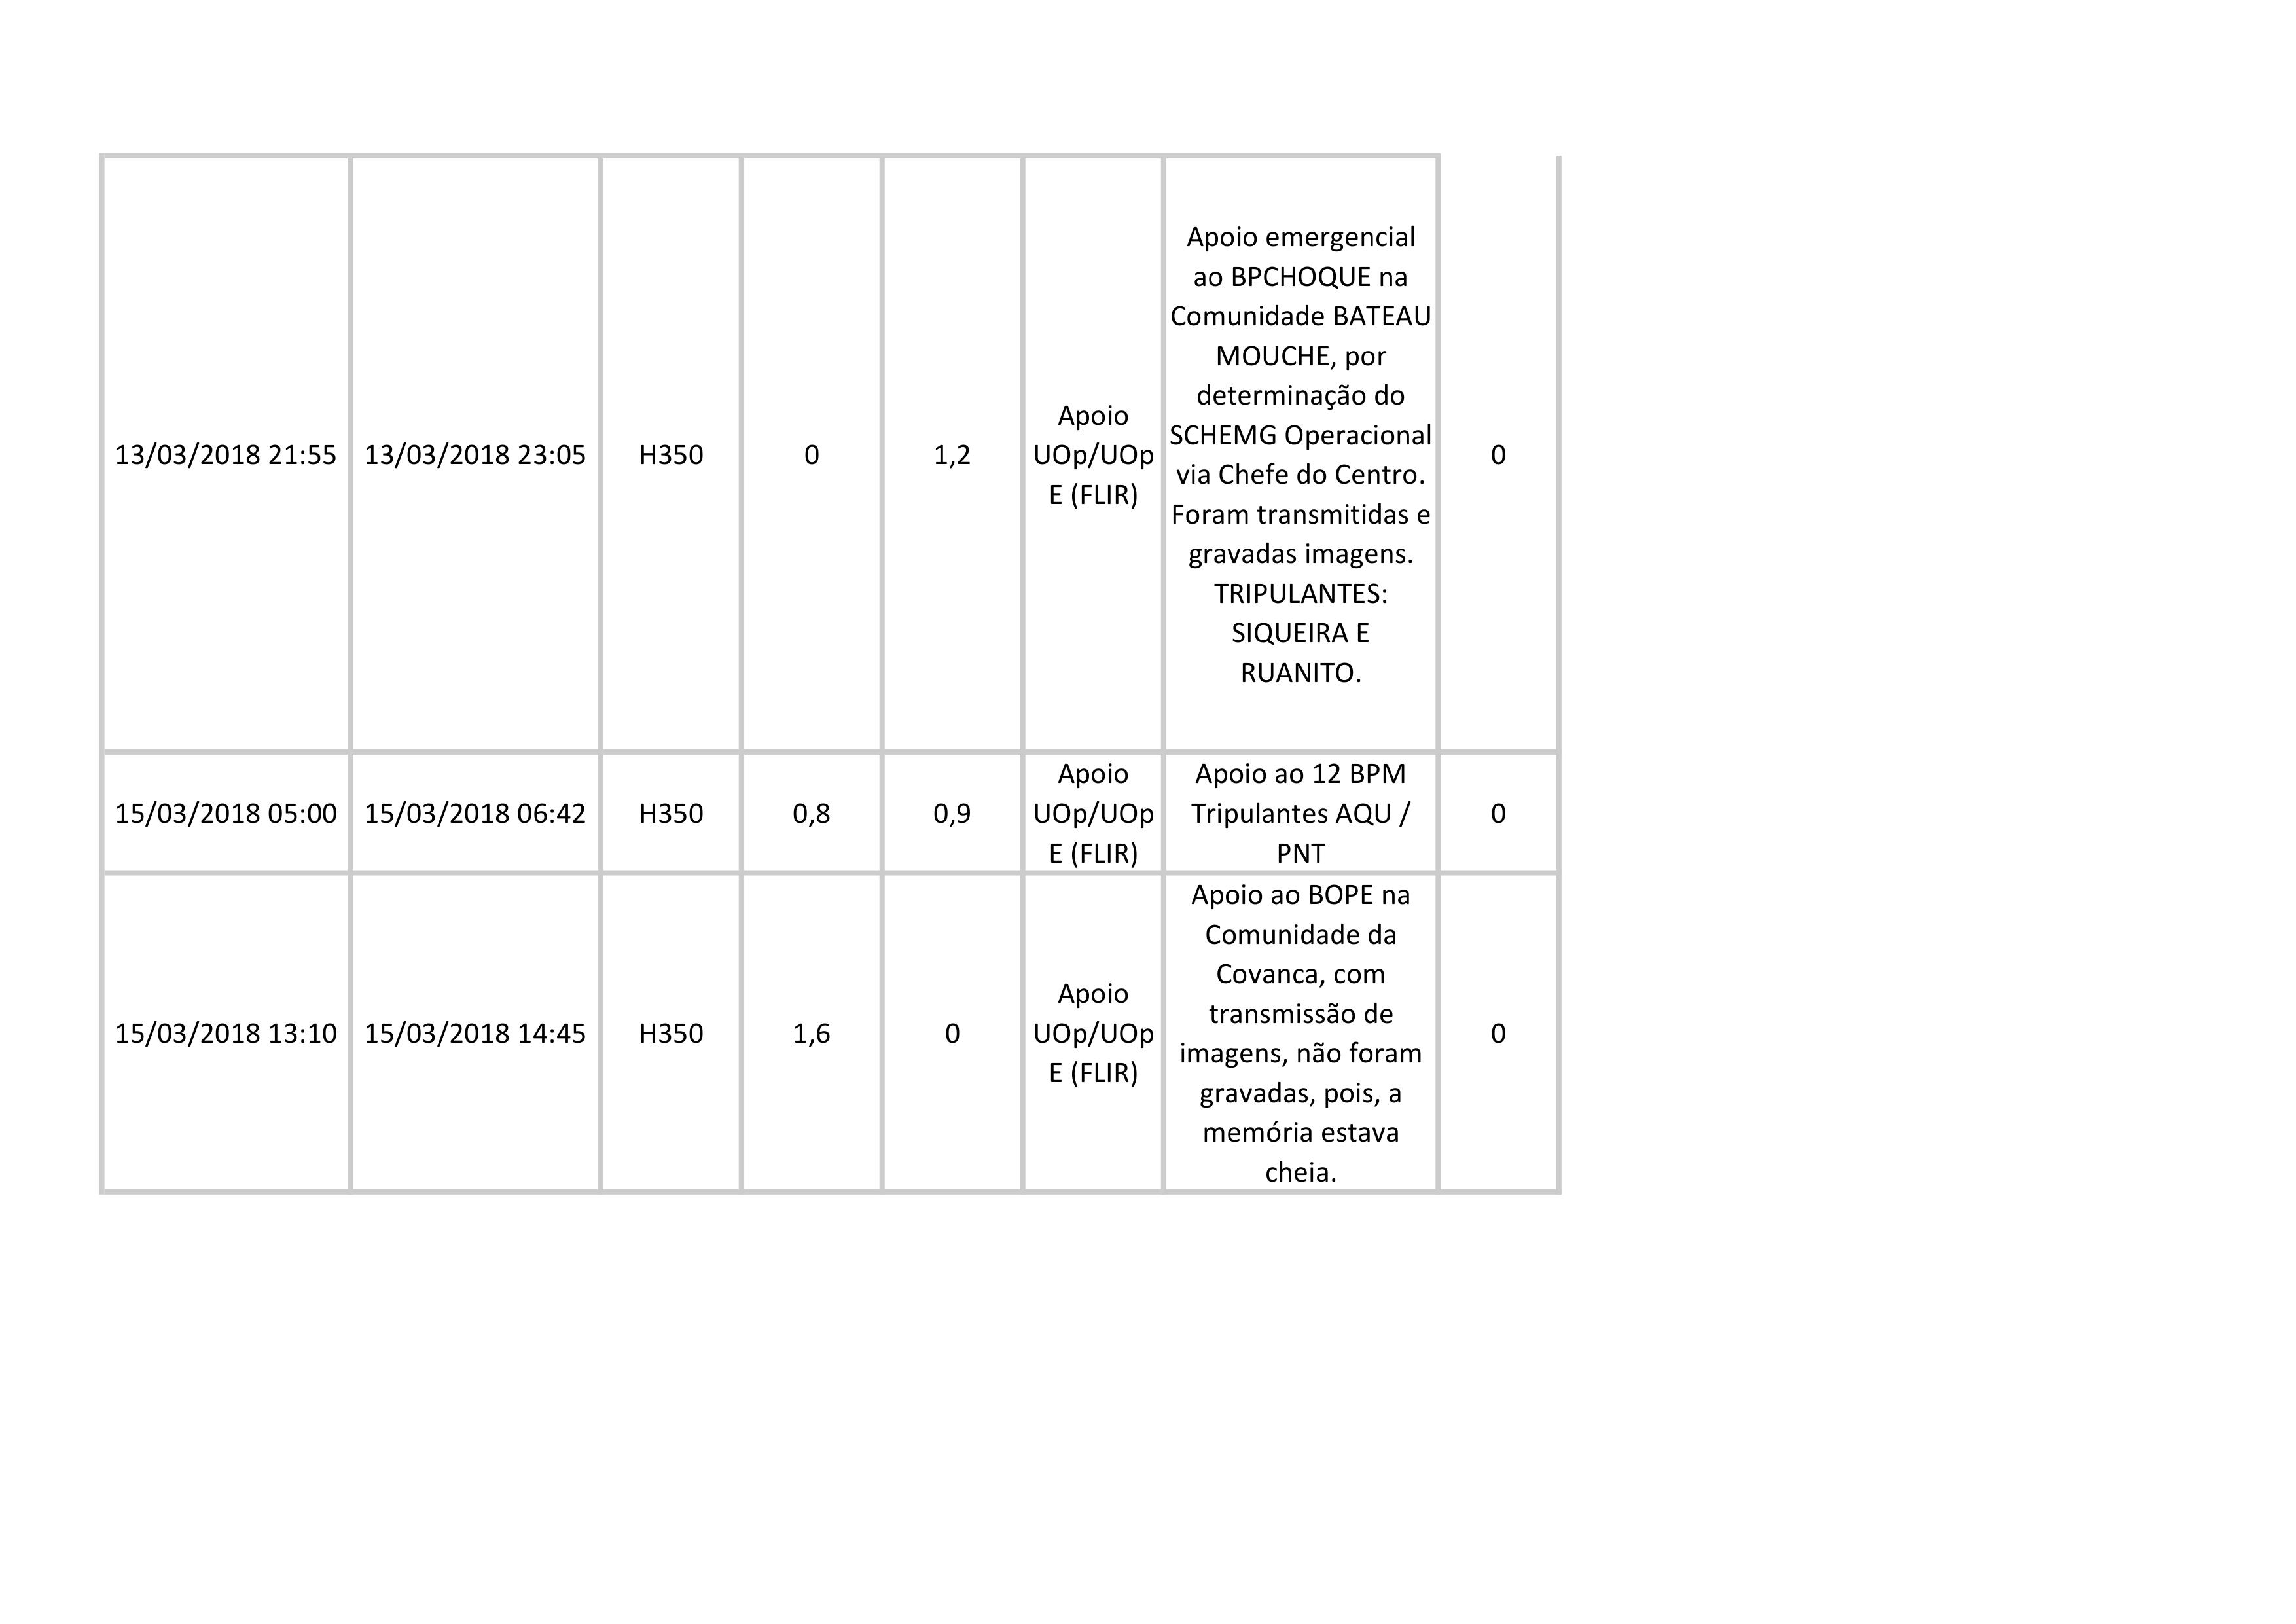 13/03/2018 21:55
13/03/2018 23:05
H350
0
1,2
Apoio
UOp/UOp
E (FLIR)
Apoio emergencial
ao BPCHOQUE na
Comunidade BATEAU
MOUCHE, por
determinação do
SCHEMG Operacional
via Chefe do Centro.
Foram transmitidas e
gravadas imagens.
TRIPULANTES:
SIQUEIRA E
RUANITO.
0
15/03/2018 05:00
15/03/2018 06:42
H350
0,8
0,9
Apoio
UOp/UOp
E (FLIR)
Apoio ao 12 BPM
Tripulantes AQU /
PNT
0
15/03/2018 13:10
15/03/2018 14:45
H350
1,6
0
Apoio
UOp/UOp
E (FLIR)
Apoio ao BOPE na
Comunidade da
Covanca, com
transmissão de
imagens, não foram
gravadas, pois, a
memória estava
cheia.
0